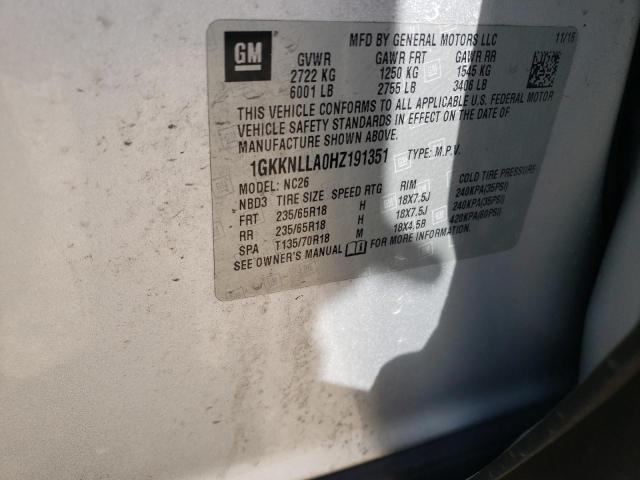 GM
MFD BY GENERAL MOTORS LLC 11/16
GVWR GAWR FRT GAWR RR
2722 KG 1250 KG 1545 KG
6001 LB 2755 LB 3406 LB
THIS VEHICLE CONFORMS TO ALL APPLICABLE U.S. FEDERAL MOTOR
VEHICLE SAFETY STANDARDS IN EFFECT ON THE DATE OF
MANUFACTURE SHOWN ABOVE.
1GKKNLLA0HZ191351 TYPE: M.P.V.
MODEL: NC26
NBD3 TIRE SIZE SPEED RTG RIM COLD TIRE PRESSURE
FRT 235/65R18 H 18X7.5J 240KPA(35PSI)
RR 235/65R18 H 18X7.5J 240KPA(35PSI)
SPA T135/70R18 M 18X4.5B 420KPA(60PSI)
SEE OWNER'S MANUAL FOR MORE INFORMATION.